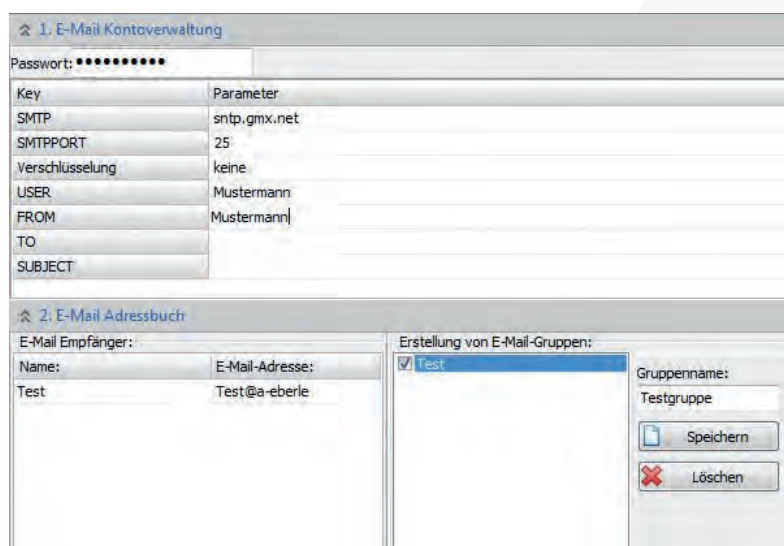 1. E-Mail Kontoverwaltung
Passwort: ••••••••••
Key Parameter
SMTP sntp.gmx.net
SMTPPORT 25
Verschlüsselung keine
USER Mustermann
FROM Mustermann
TO
SUBJECT
2. E-Mail Adressbuch
E-Mail Empfänger:
Name: E-Mail-Adresse:
Test Test@a-eberle
Erstellung von E-Mail-Gruppen:
Test
Gruppenname:
Testgruppe
Speichern
Löschen